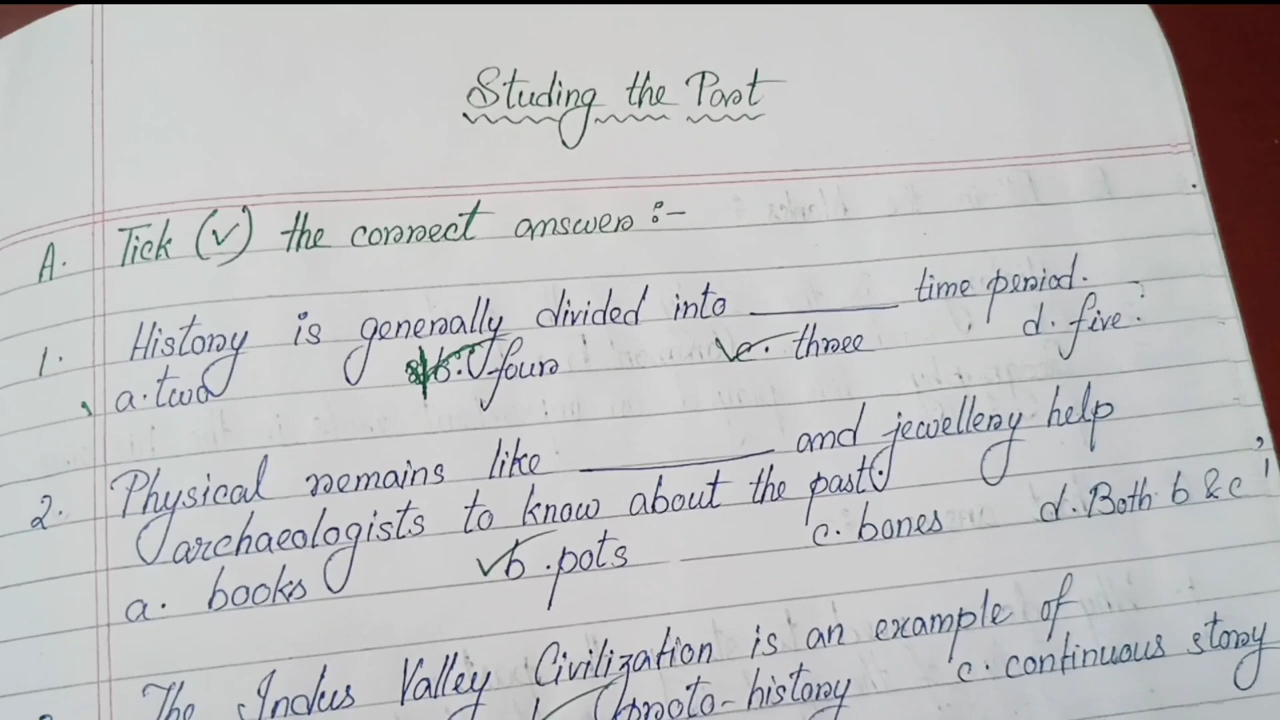 Studing the Past
A. Tick (✓) the correct answer :-
1. History is generally divided into ______ time period.
a. two b. four c. three d. five.
2. Physical remains like ______ and jewellery help
archaeologists to know about the past.
a. books b. pots c. bones d. Both b & c
The Indus Valley Civilization is an example of
proto-history c. continuous story